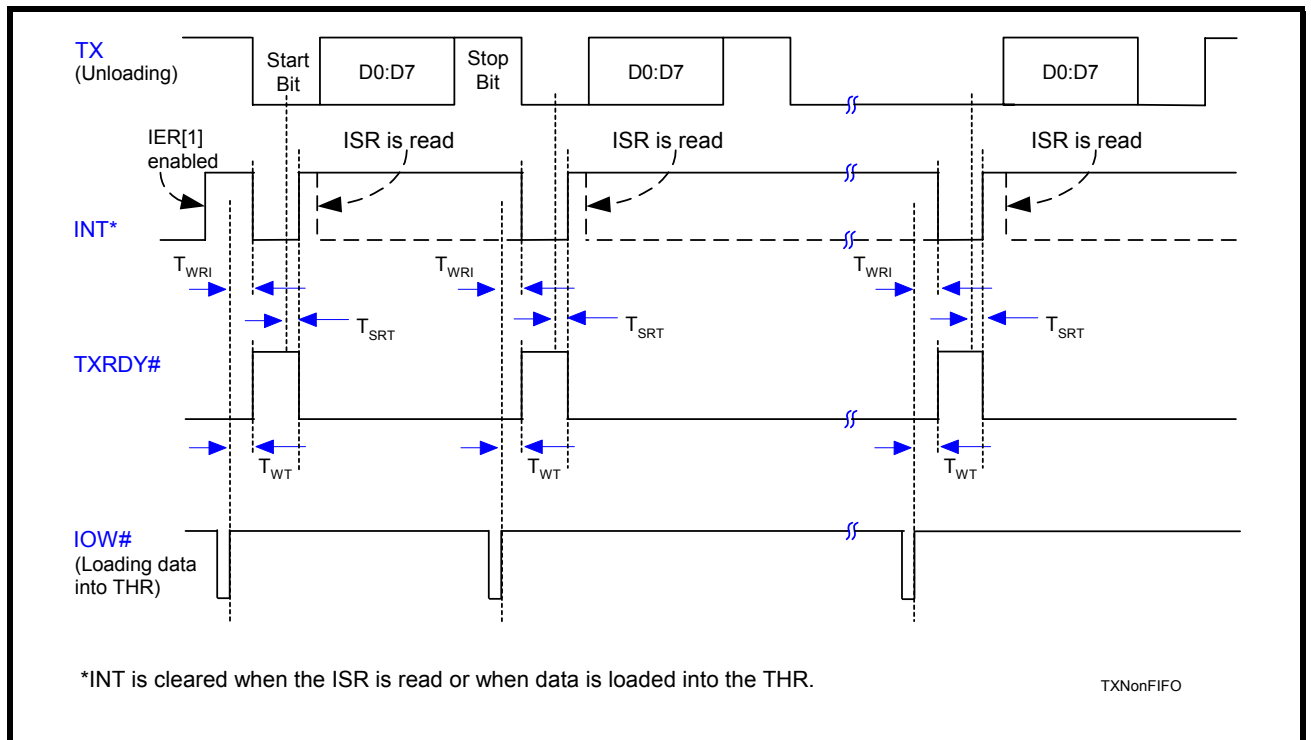 TX
(Unloading)
Start
Bit
D0:D7
Stop
Bit
D0:D7
D0:D7
IER[1]
enabled
ISR is read
ISR is read
ISR is read
INT*
TWRI
TWRI
TWRI
TSRT
TSRT
TSRT
TXRDY#
TWT
TWT
TWT
IOW#
(Loading data
into THR)
*INT is cleared when the ISR is read or when data is loaded into the THR.
TXNonFIFO